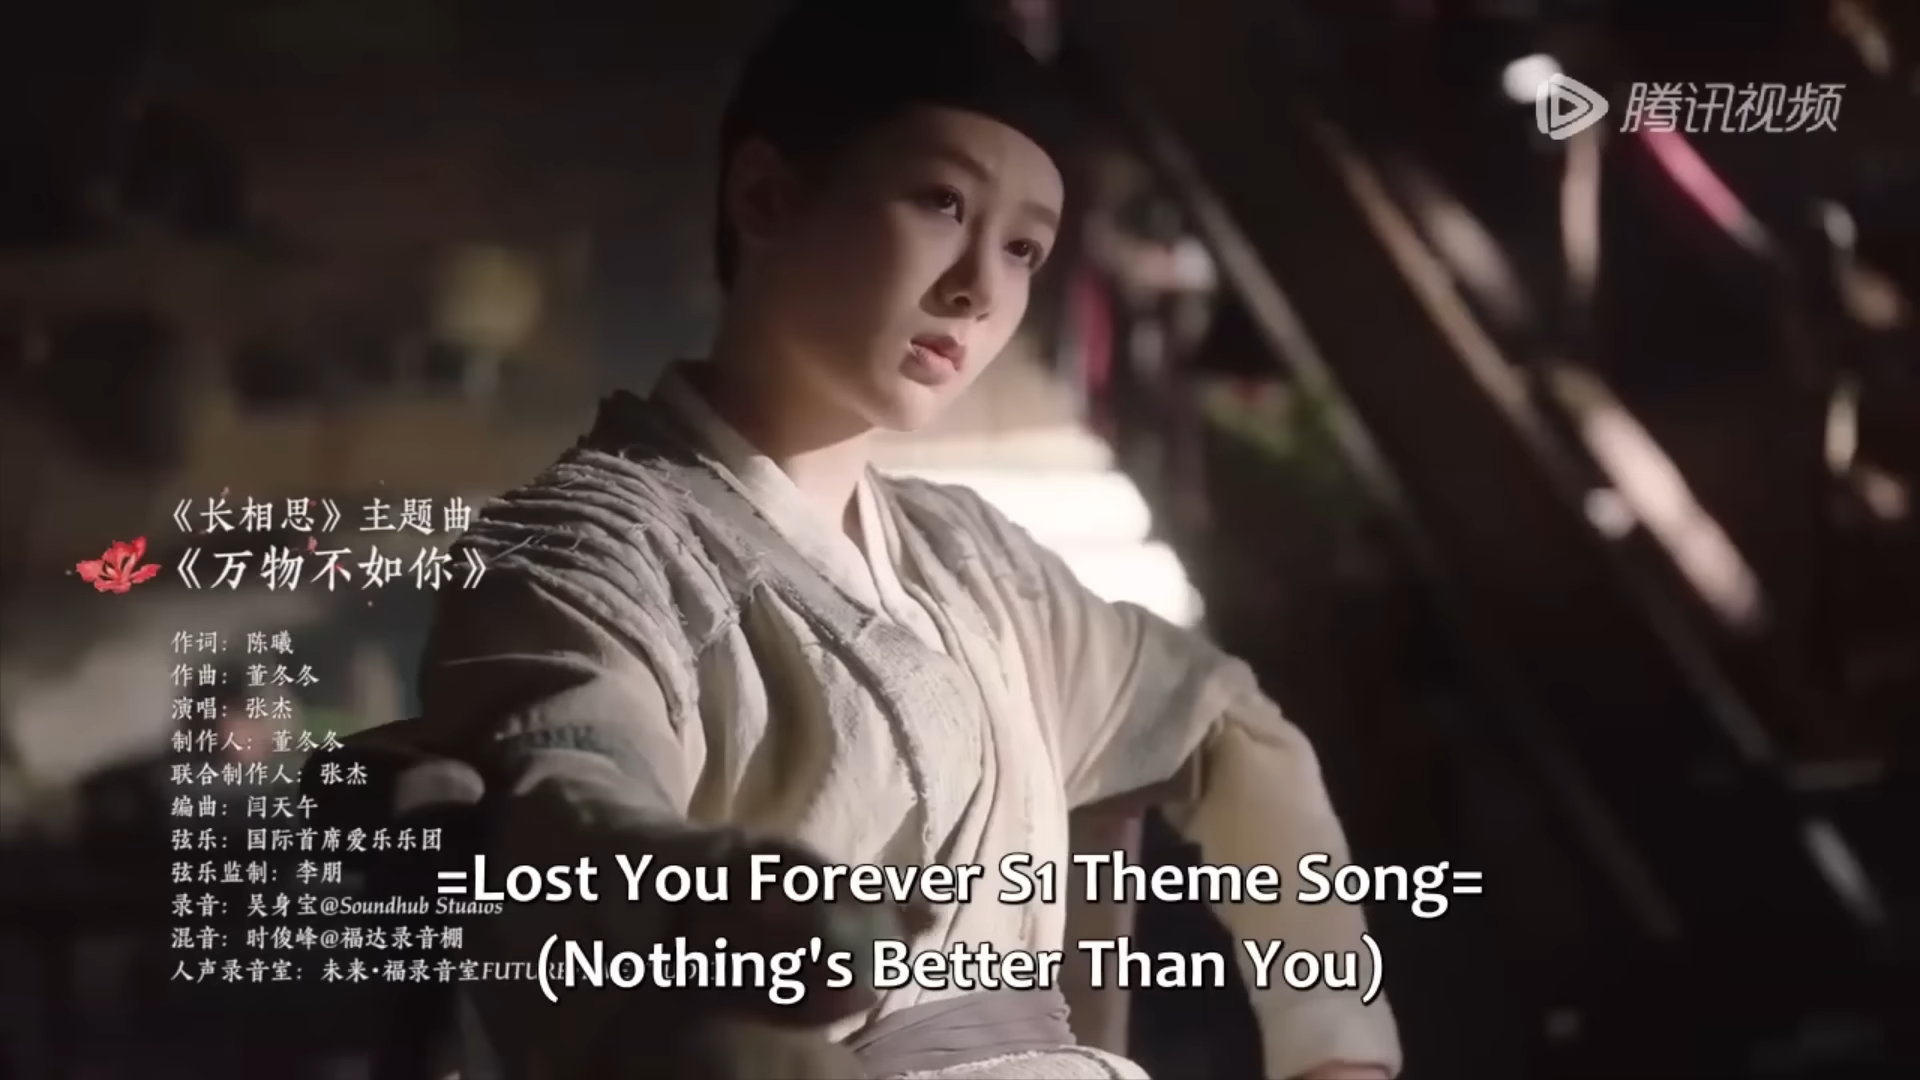 腾讯视频
《长相思》主题曲
《万物不如你》
作词：陈曦
作曲：董冬冬
演唱：张杰
制作人：董冬冬
联合制作人：张杰
编曲：闫天午
弦乐：国际首席爱乐乐团
弦乐监制：李朋
录音：吴身宝@Soundhub Studios
混音：时俊峰@福达录音棚
人声录音室：未来·福录音室
=Lost You Forever S1 Theme Song=
(Nothing's Better Than You)